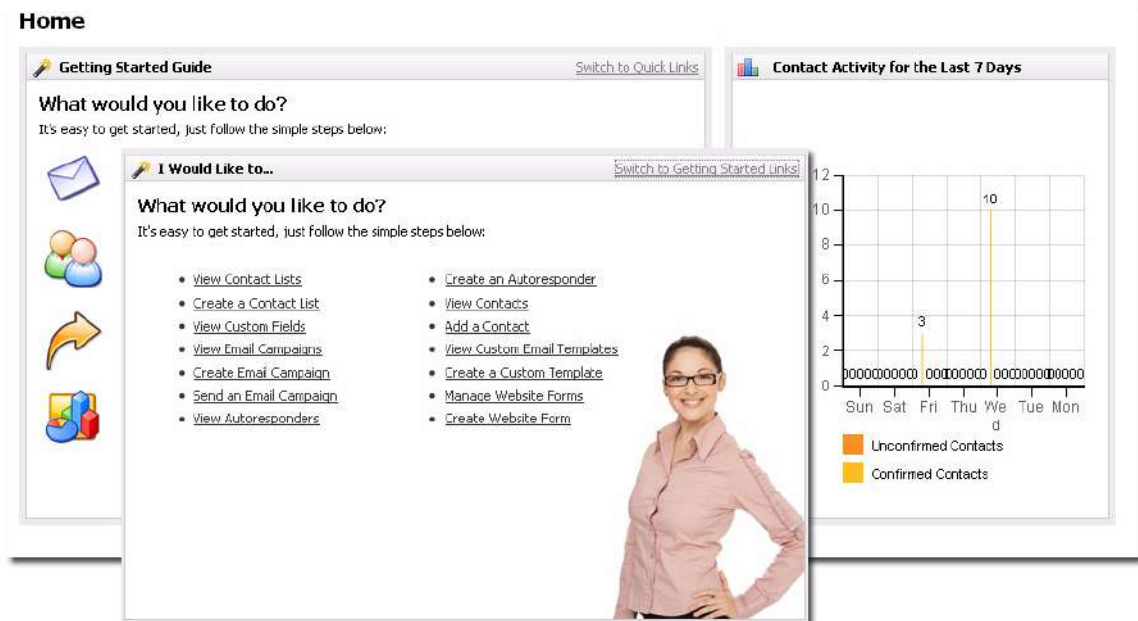 Home
Getting Started Guide
Switch to Quick Links
What would you like to do?
It's easy to get started, just follow the simple steps below:
I Would Like to...
Switch to Getting Started Links
What would you like to do?
It's easy to get started, just follow the simple steps below:
View Contact Lists
Create a Contact List
View Custom Fields
View Email Campaigns
Create Email Campaign
Send an Email Campaign
View Autoresponders
Create an Autoresponder
View Contacts
Add a Contact
View Custom Email Templates
Create a Custom Template
Manage Website Forms
Create Website Form
Contact Activity for the Last 7 Days
12
10
8
6
4
2
0
3
10
Sun Sat Fri Thu We Tue Mon
d
Unconfirmed Contacts
Confirmed Contacts